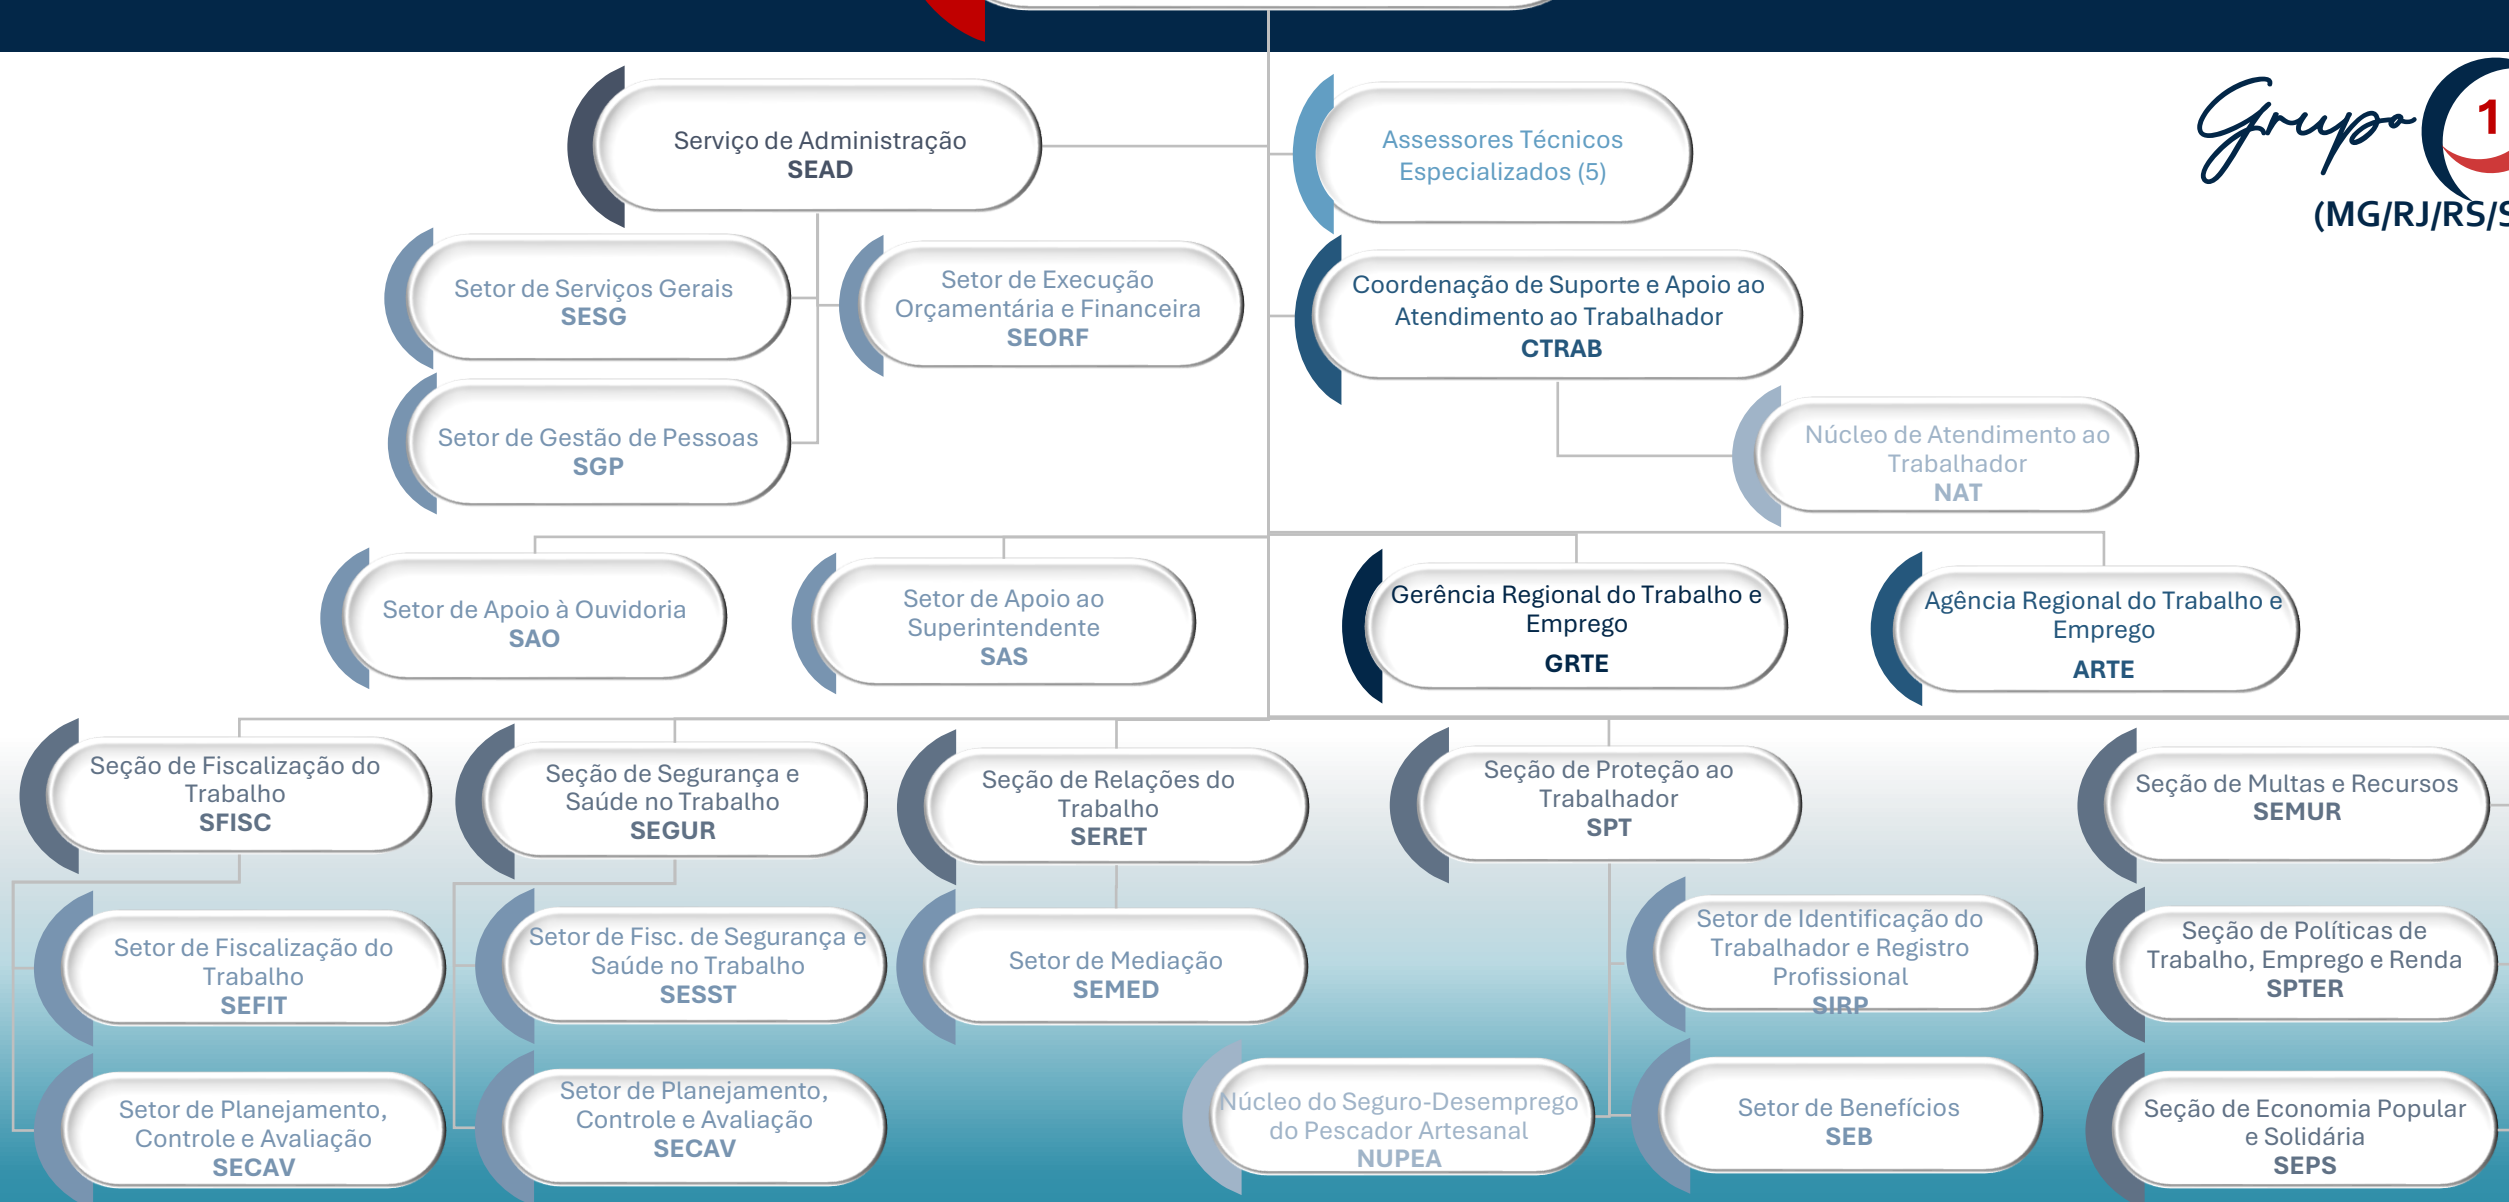 Grupo 1
(MG/RJ/RS/S
Serviço de Administração
SEAD
Assessores Técnicos
Especializados (5)
Setor de Serviços Gerais
SESG
Setor de Execução
Orçamentária e Financeira
SEORF
Coordenação de Suporte e Apoio ao
Atendimento ao Trabalhador
CTRAB
Setor de Gestão de Pessoas
SGP
Núcleo de Atendimento ao
Trabalhador
NAT
Setor de Apoio à Ouvidoria
SAO
Setor de Apoio ao
Superintendente
SAS
Gerência Regional do Trabalho e
Emprego
GRTE
Agência Regional do Trabalho e
Emprego
ARTE
Seção de Fiscalização do
Trabalho
SFISC
Seção de Segurança e
Saúde no Trabalho
SEGUR
Seção de Relações do
Trabalho
SERET
Seção de Proteção ao
Trabalhador
SPT
Seção de Multas e Recursos
SEMUR
Setor de Fiscalização do
Trabalho
SEFIT
Setor de Fisc. de Segurança e
Saúde no Trabalho
SESST
Setor de Mediação
SEMED
Setor de Identificação do
Trabalhador e Registro
Profissional
SIRP
Seção de Políticas de
Trabalho, Emprego e Renda
SPTER
Setor de Planejamento,
Controle e Avaliação
SECAV
Setor de Planejamento,
Controle e Avaliação
SECAV
Núcleo do Seguro-Desemprego
do Pescador Artesanal
NUPEA
Setor de Benefícios
SEB
Seção de Economia Popular
e Solidária
SEPS